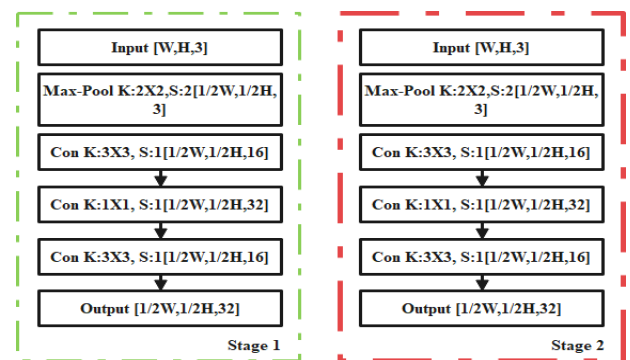 Input [W,H,3]
Max-Pool K:2X2,S:2[1/2W,1/2H,
3]
Con K:3X3, S:1[1/2W,1/2H,16]
Con K:1X1, S:1[1/2W,1/2H,32]
Con K:3X3, S:1[1/2W,1/2H,16]
Output [1/2W,1/2H,32]
Stage 1
Input [W,H,3]
Max-Pool K:2X2,S:2[1/2W,1/2H,
3]
Con K:3X3, S:1[1/2W,1/2H,16]
Con K:1X1, S:1[1/2W,1/2H,32]
Con K:3X3, S:1[1/2W,1/2H,16]
Output [1/2W,1/2H,32]
Stage 2